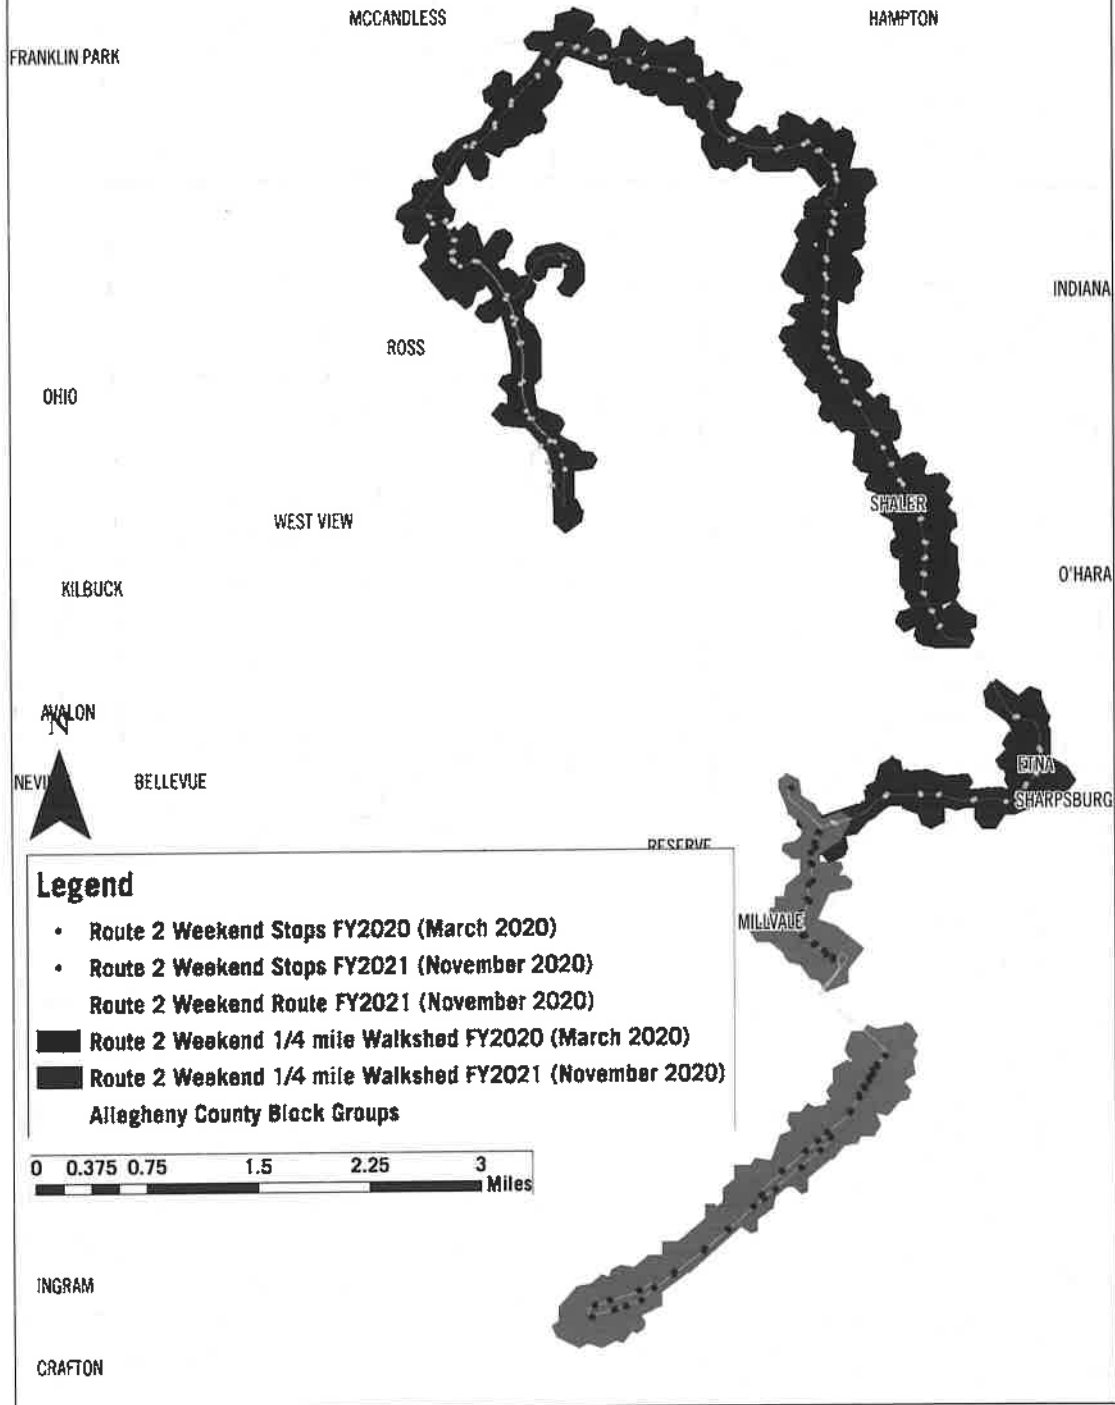 MCCANDLESS
HAMPTON
FRANKLIN PARK
INDIANA
ROSS
OHIO
SHALER
WEST VIEW
O'HARA
KILBUCK
AVALON
N
ETNA
BELLEVUE
SHARPSBURG
RESERVE
MILLVALE
Legend
Route 2 Weekend Stops FY2020 (March 2020)
Route 2 Weekend Stops FY2021 (November 2020)
Route 2 Weekend Route FY2021 (November 2020)
Route 2 Weekend 1/4 mile Walkshed FY2020 (March 2020)
Route 2 Weekend 1/4 mile Walkshed FY2021 (November 2020)
Allegheny County Block Groups
0 0.375 0.75 1.5 2.25 3
Miles
INGRAM
CRAFTON